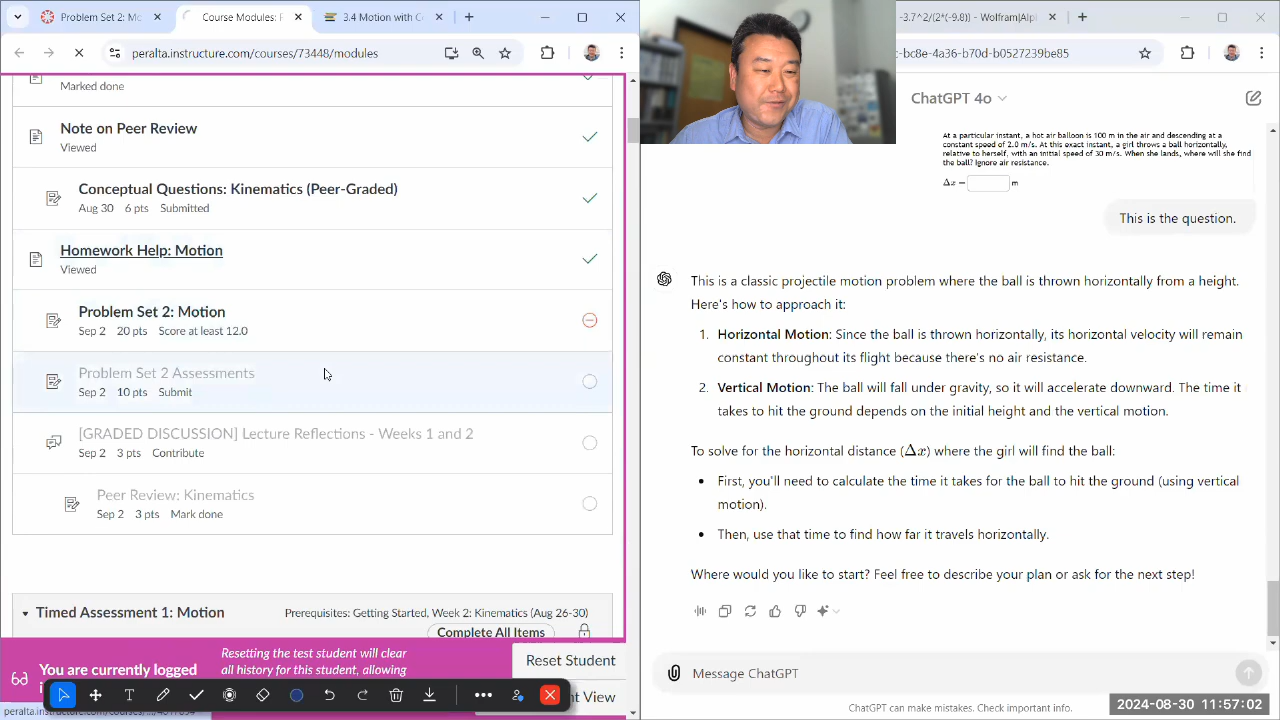 Problem Set 2: Mo
Course Modules: F
3.4 Motion with C
-3.7^2/(2*(-9.8)) - Wolfram|Alp
peralta.instructure.com/courses/73448/modules
-bc8e-4a36-b70d-b0527239be85
Marked done
Note on Peer Review
Viewed
Conceptual Questions: Kinematics (Peer-Graded)
Aug 30 6 pts Submitted
Homework Help: Motion
Viewed
Problem Set 2: Motion
Sep 2 20 pts Score at least 12.0
Problem Set 2 Assessments
Sep 2 10 pts Submit
[GRADED DISCUSSION] Lecture Reflections - Weeks 1 and 2
Sep 2 3 pts Contribute
Peer Review: Kinematics
Sep 2 3 pts Mark done
Timed Assessment 1: Motion
Prerequisites: Getting Started, Week 2: Kinematics (Aug 26-30)
Complete All Items
You are currently logged
Resetting the test student will clear
all history for this student, allowing
Reset Student
nt View
peralta.instructure.com/courses/
ChatGPT 4o
At a particular instant, a hot air balloon is 100 m in the air and descending at a
constant speed of 2.0 m/s. At this exact instant, a girl throws a ball horizontally,
relative to herself, with an initial speed of 30 m/s. When she lands, where will she find
the ball? Ignore air resistance.
Δx = m
This is the question.
This is a classic projectile motion problem where the ball is thrown horizontally from a height.
Here's how to approach it:
1. Horizontal Motion: Since the ball is thrown horizontally, its horizontal velocity will remain
constant throughout its flight because there's no air resistance.
2. Vertical Motion: The ball will fall under gravity, so it will accelerate downward. The time it
takes to hit the ground depends on the initial height and the vertical motion.
To solve for the horizontal distance (Δx) where the girl will find the ball:
• First, you'll need to calculate the time it takes for the ball to hit the ground (using vertical
motion).
• Then, use that time to find how far it travels horizontally.
Where would you like to start? Feel free to describe your plan or ask for the next step!
Message ChatGPT
ChatGPT can make mistakes. Check important info.
2024-08-30 11:57:02